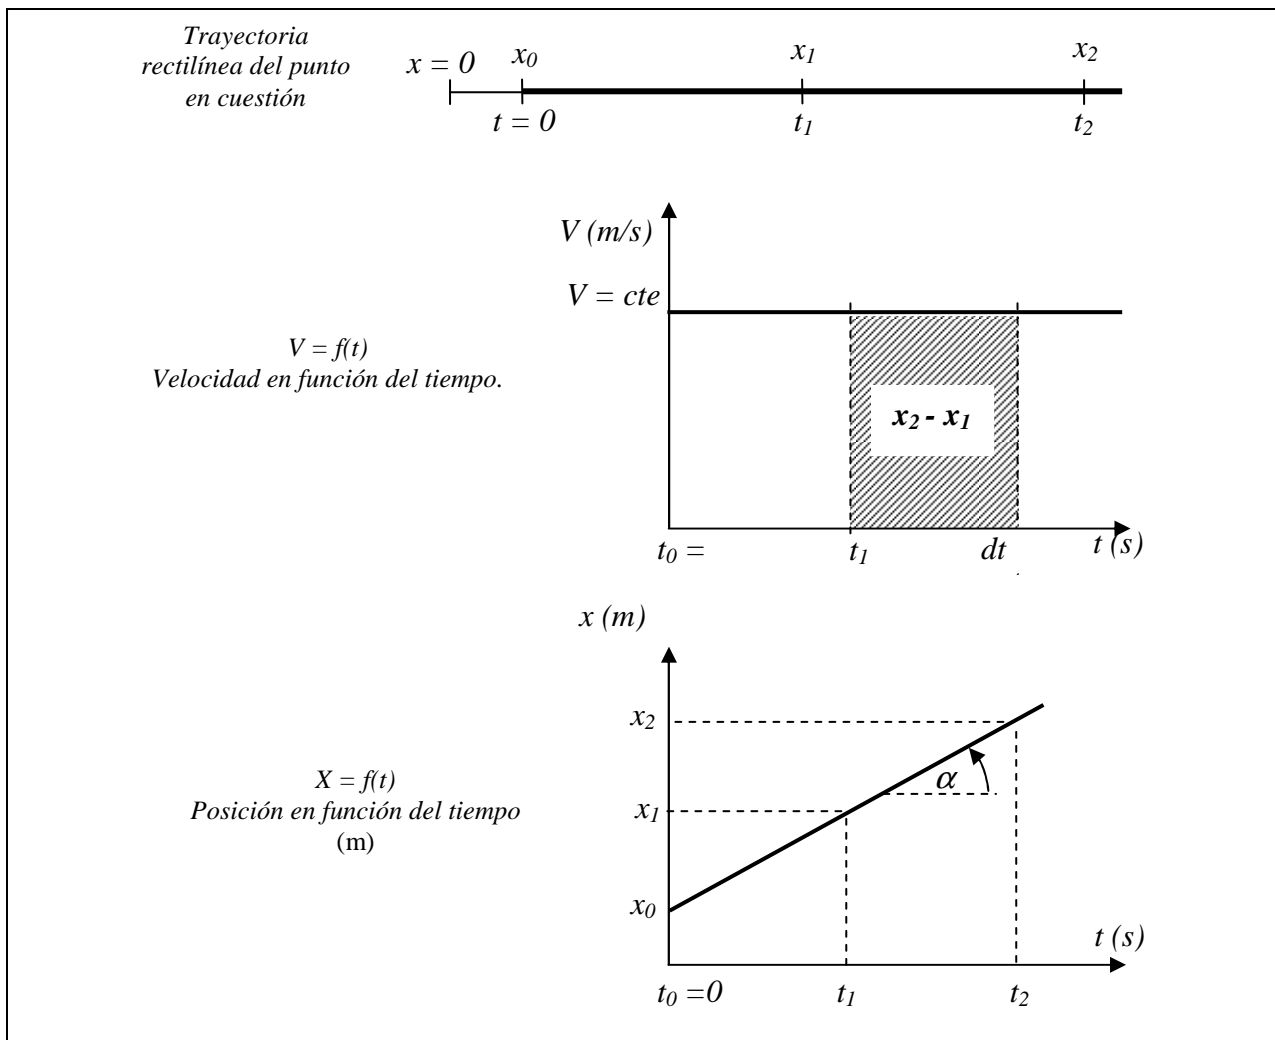 Trayectoria
rectilínea del punto
en cuestión
x = 0
x0
x1
x2
t = 0
t1
t2
V (m/s)
V = cte
V = f(t)
Velocidad en función del tiempo.
x2 - x1
t0 =
t1
dt
t (s)
x (m)
x2
X = f(t)
Posición en función del tiempo
(m)
α
x1
x0
t (s)
t0 =0
t1
t2